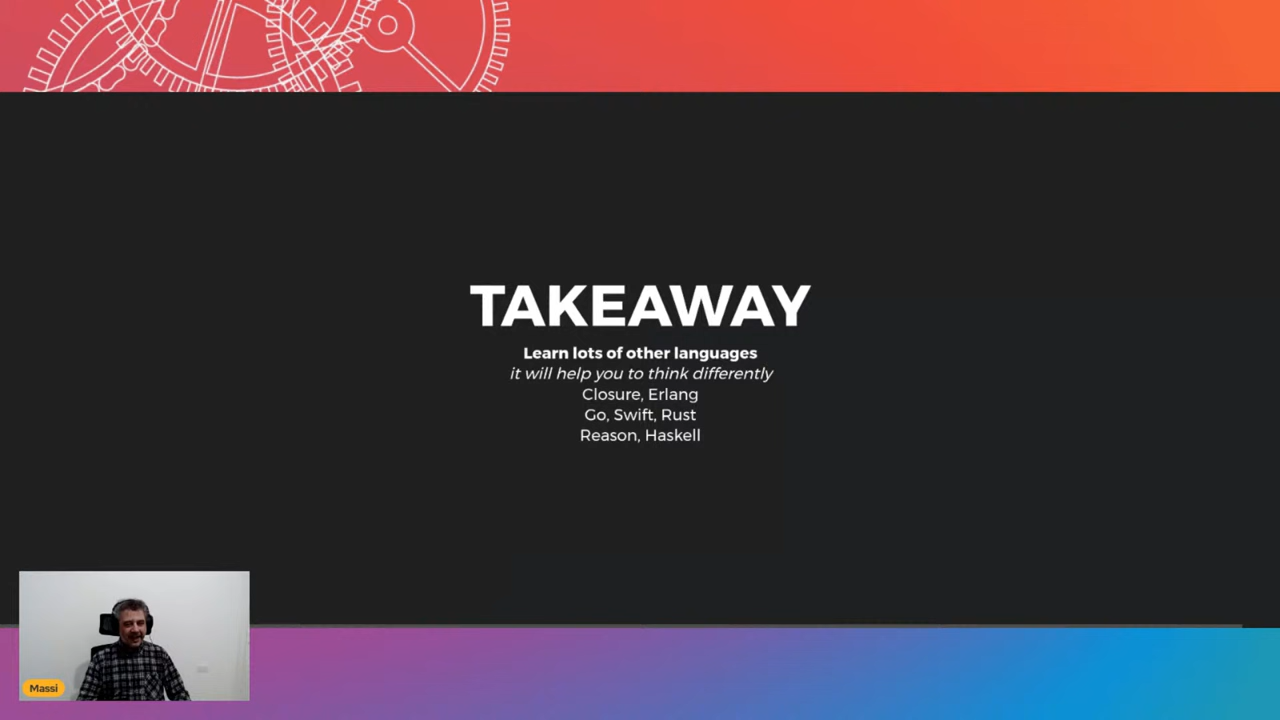 TAKEAWAY
Learn lots of other languages
it will help you to think differently
Closure, Erlang
Go, Swift, Rust
Reason, Haskell
Massi